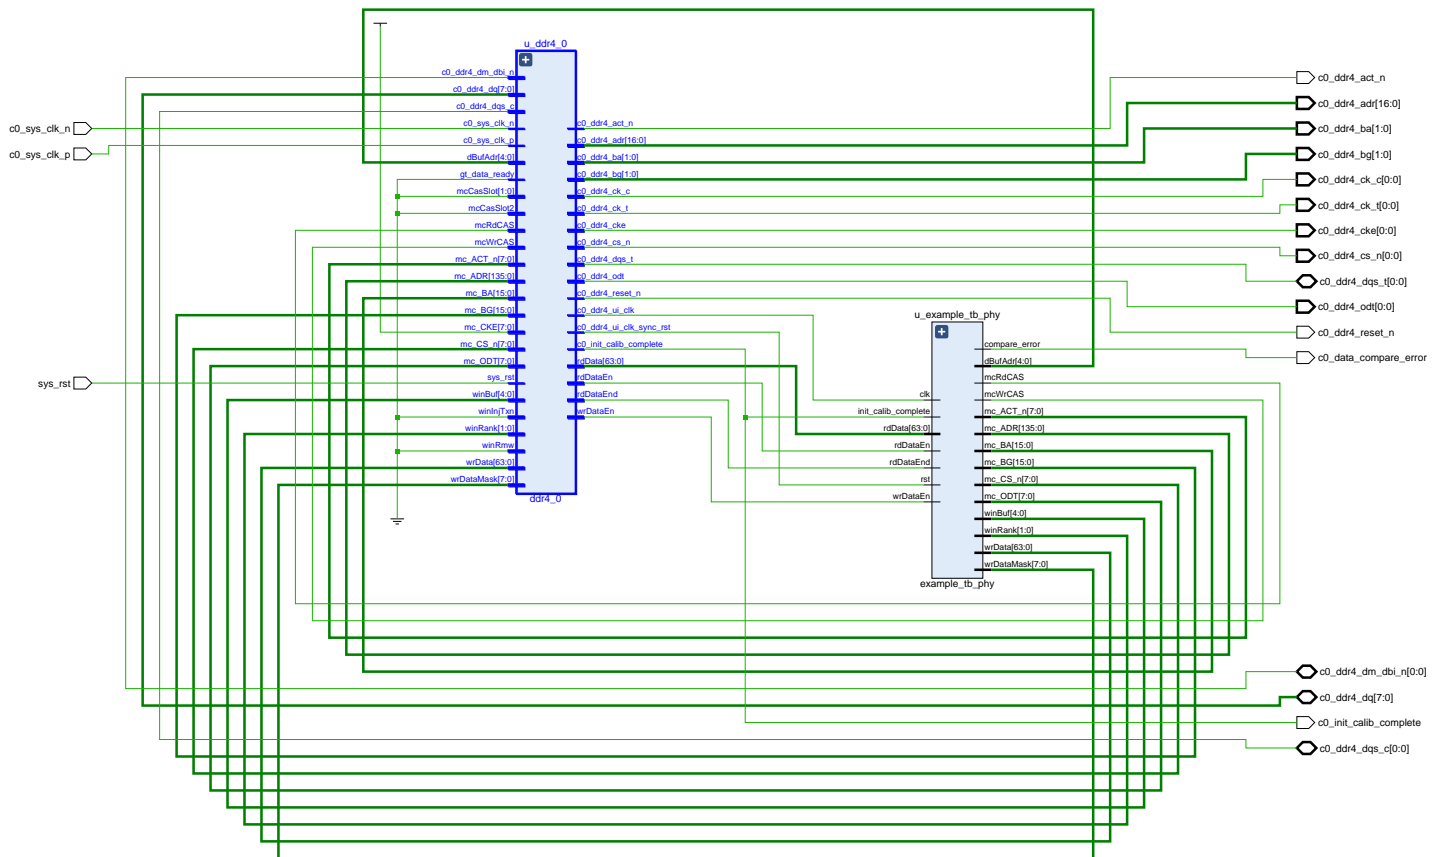 c0_sys_clk_n
c0_sys_clk_p
sys_rst
u_ddr4_0
c0_ddr4_dm_dbi_n
c0_ddr4_dq[7:0]
c0_ddr4_dqs_c
c0_sys_clk_n
c0_sys_clk_p
dBufAdr[4:0]
gt_data_ready
mcCasSlot[1:0]
mcCasSlot2
mcRdCAS
mcWrCAS
mc_ACT_n[7:0]
mc_ADR[135:0]
mc_BA[15:0]
mc_BG[15:0]
mc_CKE[7:0]
mc_CS_n[7:0]
mc_ODT[7:0]
sys_rst
winBuf[4:0]
winInjTxn
winRank[1:0]
winRmw
wrData[63:0]
wrDataMask[7:0]
c0_ddr4_act_n
c0_ddr4_adr[16:0]
c0_ddr4_ba[1:0]
c0_ddr4_bg[1:0]
c0_ddr4_ck_c
c0_ddr4_ck_t
c0_ddr4_cke
c0_ddr4_cs_n
c0_ddr4_dqs_t
c0_ddr4_odt
c0_ddr4_reset_n
c0_ddr4_ui_clk
c0_ddr4_ui_clk_sync_rst
c0_init_calib_complete
rdData[63:0]
rdDataEn
rdDataEnd
wrDataEn
ddr4_0
u_example_tb_phy
clk
init_calib_complete
rdData[63:0]
rdDataEn
rdDataEnd
rst
wrDataEn
compare_error
dBufAdr[4:0]
mcRdCAS
mcWrCAS
mc_ACT_n[7:0]
mc_ADR[135:0]
mc_BA[15:0]
mc_BG[15:0]
mc_CS_n[7:0]
mc_ODT[7:0]
winBuf[4:0]
winRank[1:0]
wrData[63:0]
wrDataMask[7:0]
example_tb_phy
c0_ddr4_act_n
c0_ddr4_adr[16:0]
c0_ddr4_ba[1:0]
c0_ddr4_bg[1:0]
c0_ddr4_ck_c[0:0]
c0_ddr4_ck_t[0:0]
c0_ddr4_cke[0:0]
c0_ddr4_cs_n[0:0]
c0_ddr4_dqs_t[0:0]
c0_ddr4_odt[0:0]
c0_ddr4_reset_n
c0_data_compare_error
c0_ddr4_dm_dbi_n[0:0]
c0_ddr4_dq[7:0]
c0_init_calib_complete
c0_ddr4_dqs_c[0:0]